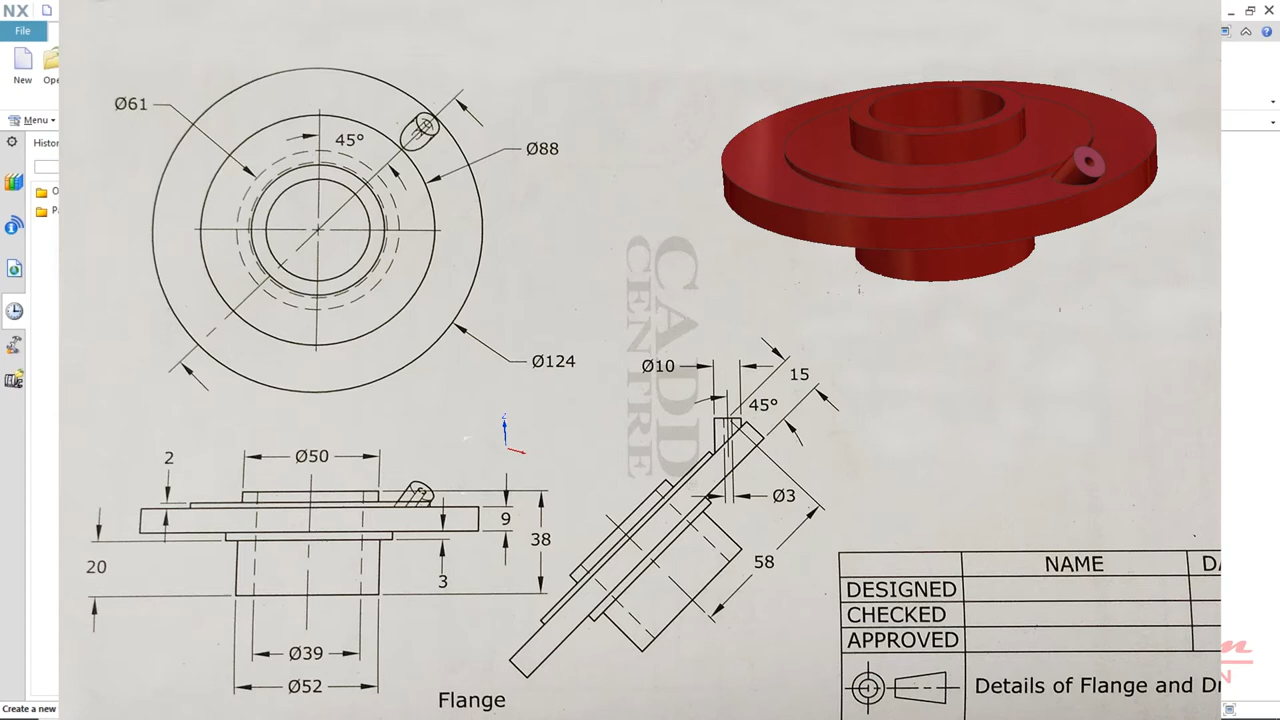 NX
File
New
Ope
Menu
Histor
O
P
Create a new
Ø61
45°
Ø88
Ø124
2
Ø50
9
38
20
3
Ø39
Ø52
Flange
Ø10
15
45°
Ø3
58
CADD
CENTRE
z
NAME
DA
DESIGNED
CHECKED
APPROVED
Details of Flange and Dr
m
N